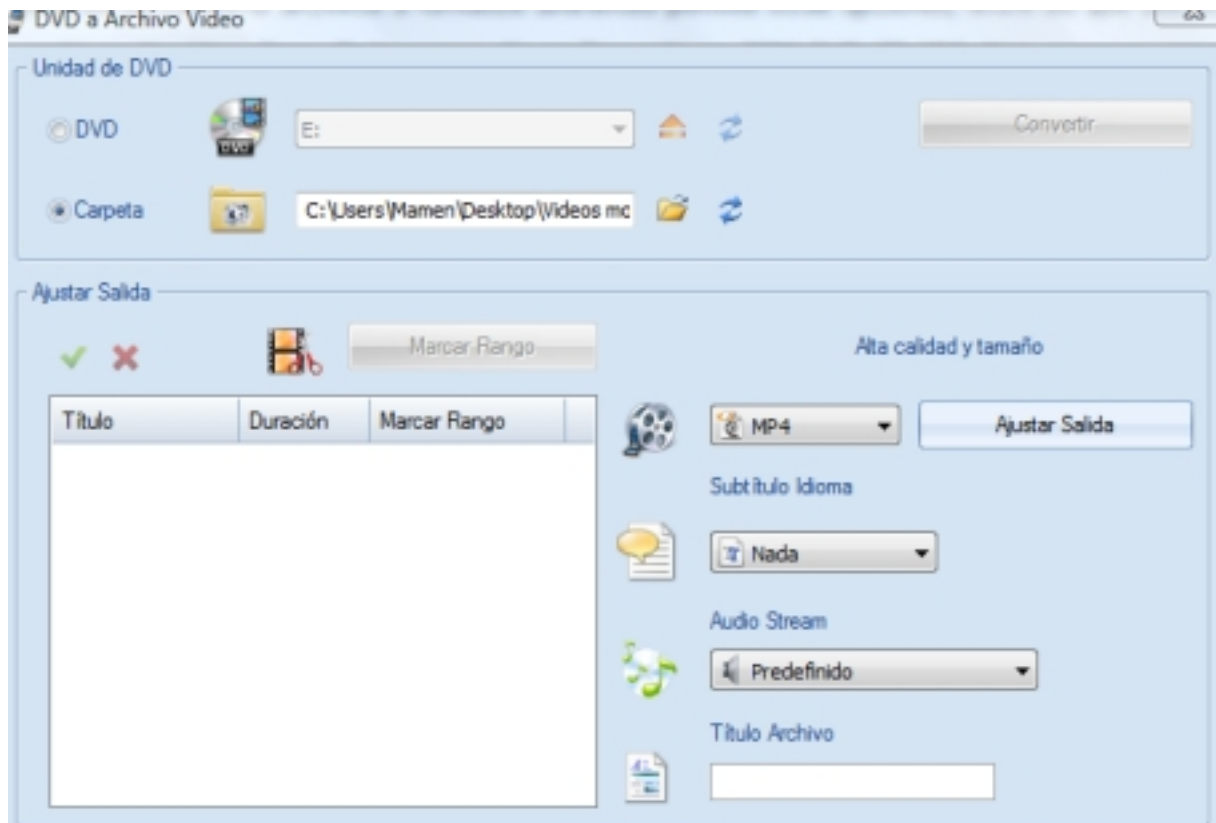 DVD a Archivo Video
Unidad de DVD
DVD
DVD
E:
Convertir
Carpeta
C:\Users\Mamen\Desktop\Videos mc
Ajustar Salida
Marcar Rango
Alta calidad y tamaño
Título Duración Marcar Rango
MP4
Ajustar Salida
Subtítulo Idioma
Nada
Audio Stream
Predefinido
Título Archivo